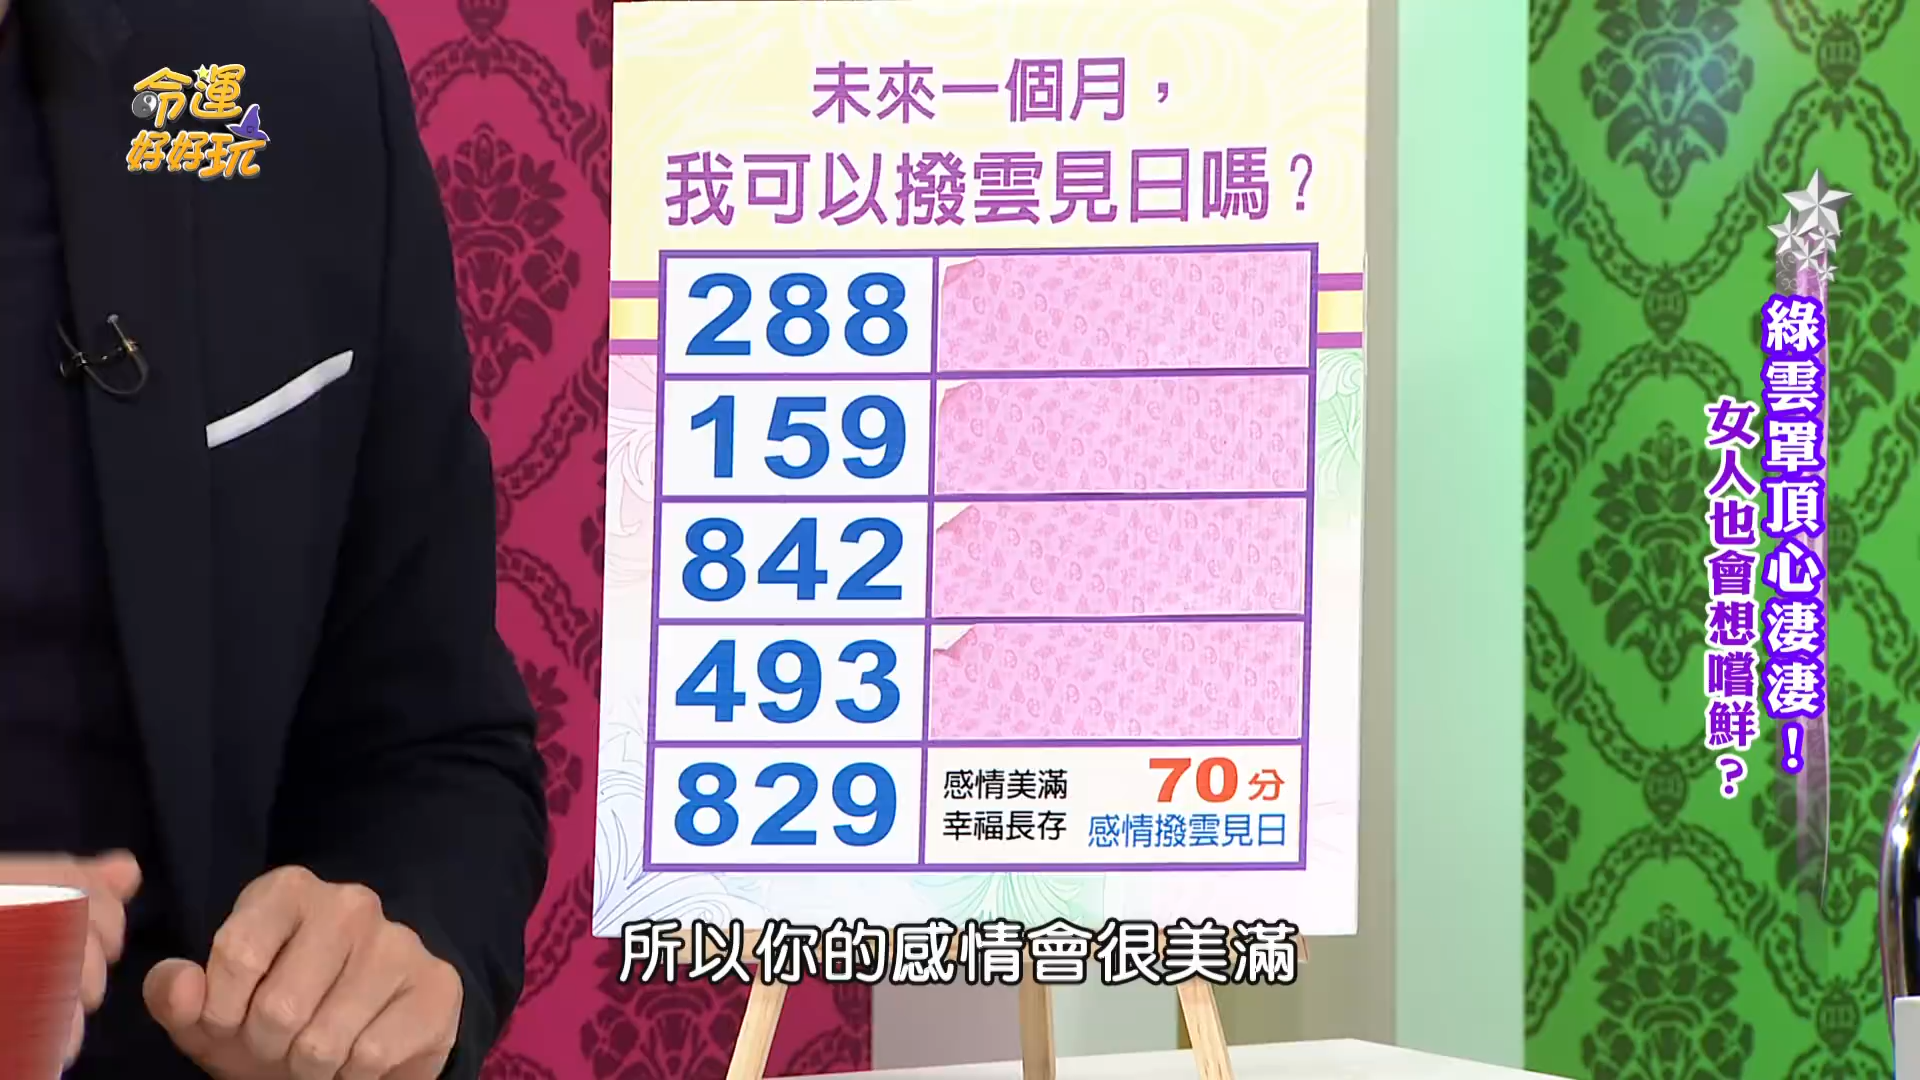 命運
好好玩
未來一個月，
我可以撥雲見日嗎？
288
159
842
493
829
感情美滿
幸福長存
70分
感情撥雲見日
綠雲罩頂心淒淒！
女人也會想嚐鮮？
所以你的感情會很美滿